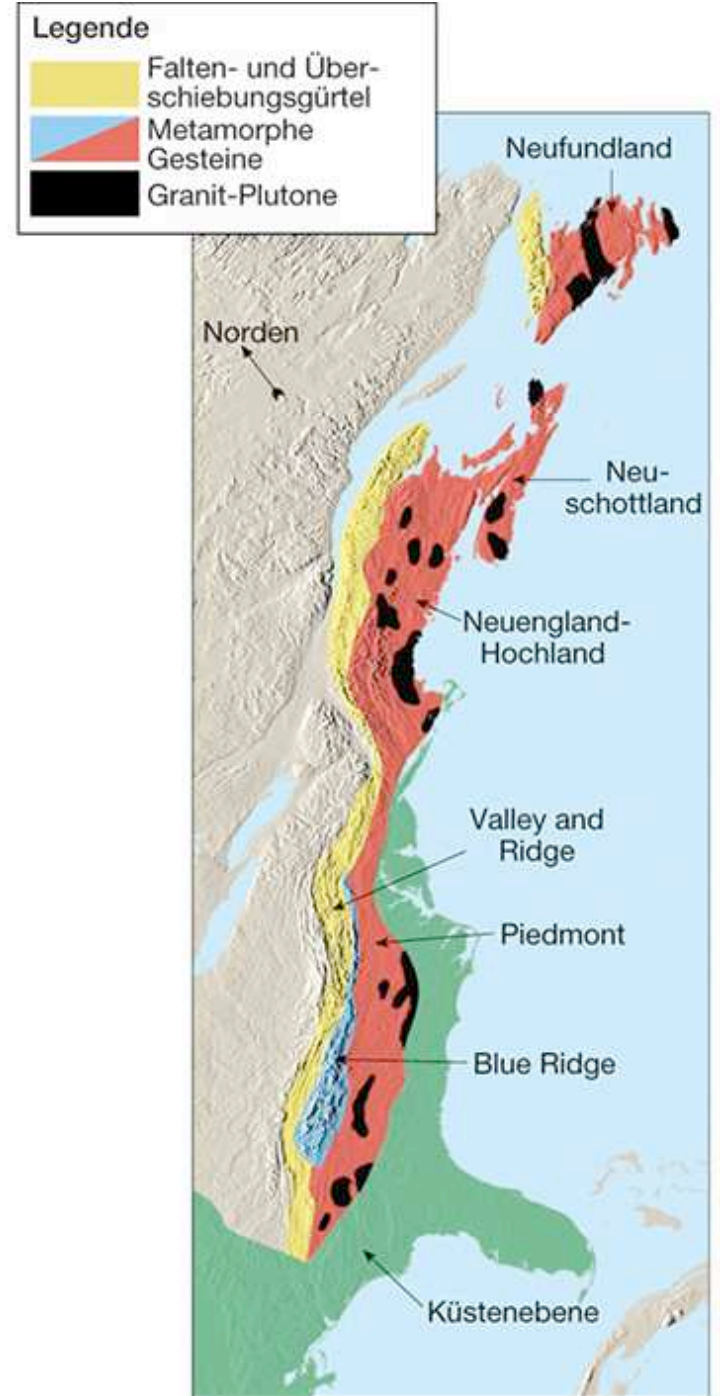 Legende
Falten- und Über-
schiebungsgürtel
Metamorphe
Gesteine
Granit-Plutone
Neufundland
Norden
Neu-
schottland
Neuengland-
Hochland
Valley and
Ridge
Piedmont
Blue Ridge
Küstenebene